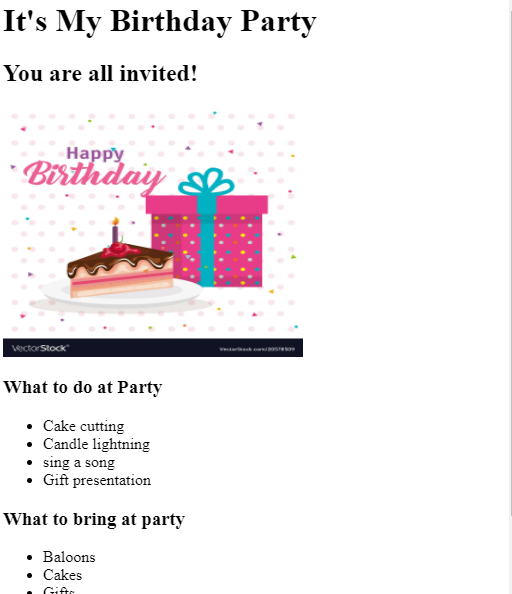 It's My Birthday Party
You are all invited!
Happy
Birthday
VectorStock®
VectorStock.com/20578509
What to do at Party
Cake cutting
Candle lightning
sing a song
Gift presentation
What to bring at party
Baloons
Cakes
Gifts